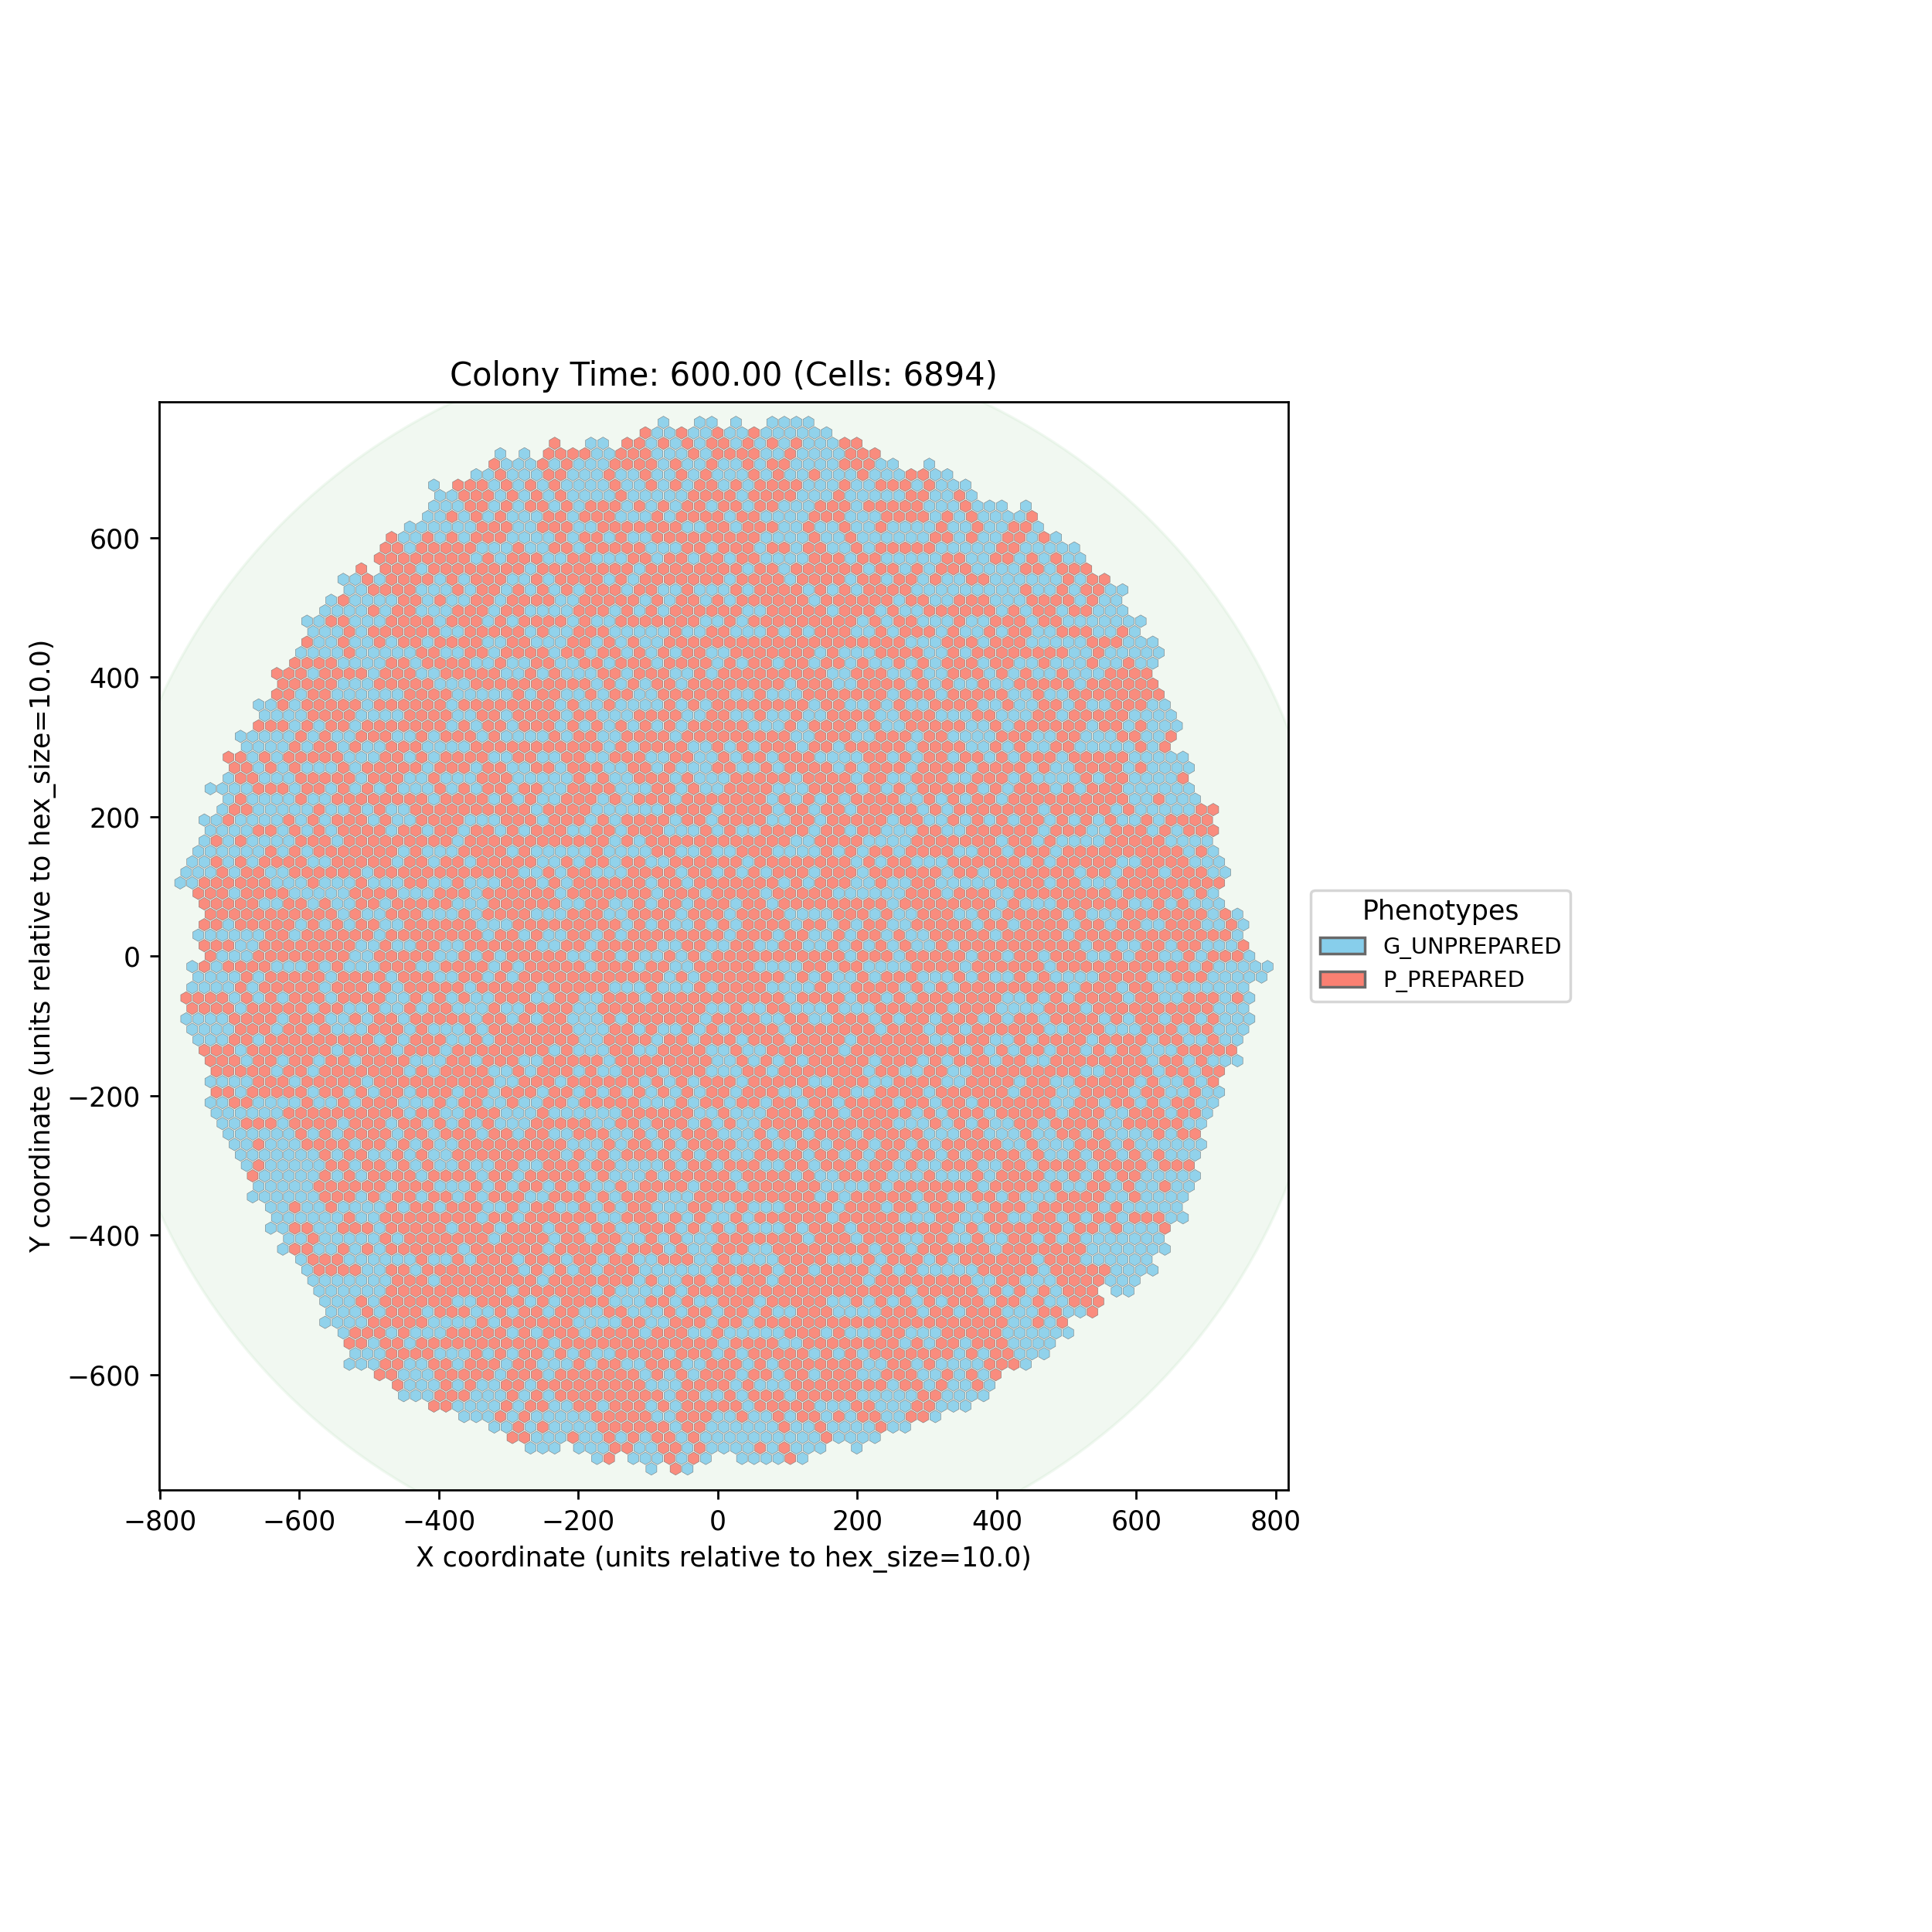 Colony Time: 600.00 (Cells: 6894)
Y coordinate (units relative to hex_size=10.0)
600
400
200
0
−200
−400
−600
−800 −600 −400 −200 0 200 400 600 800
X coordinate (units relative to hex_size=10.0)
Phenotypes
G_UNPREPARED
P_PREPARED